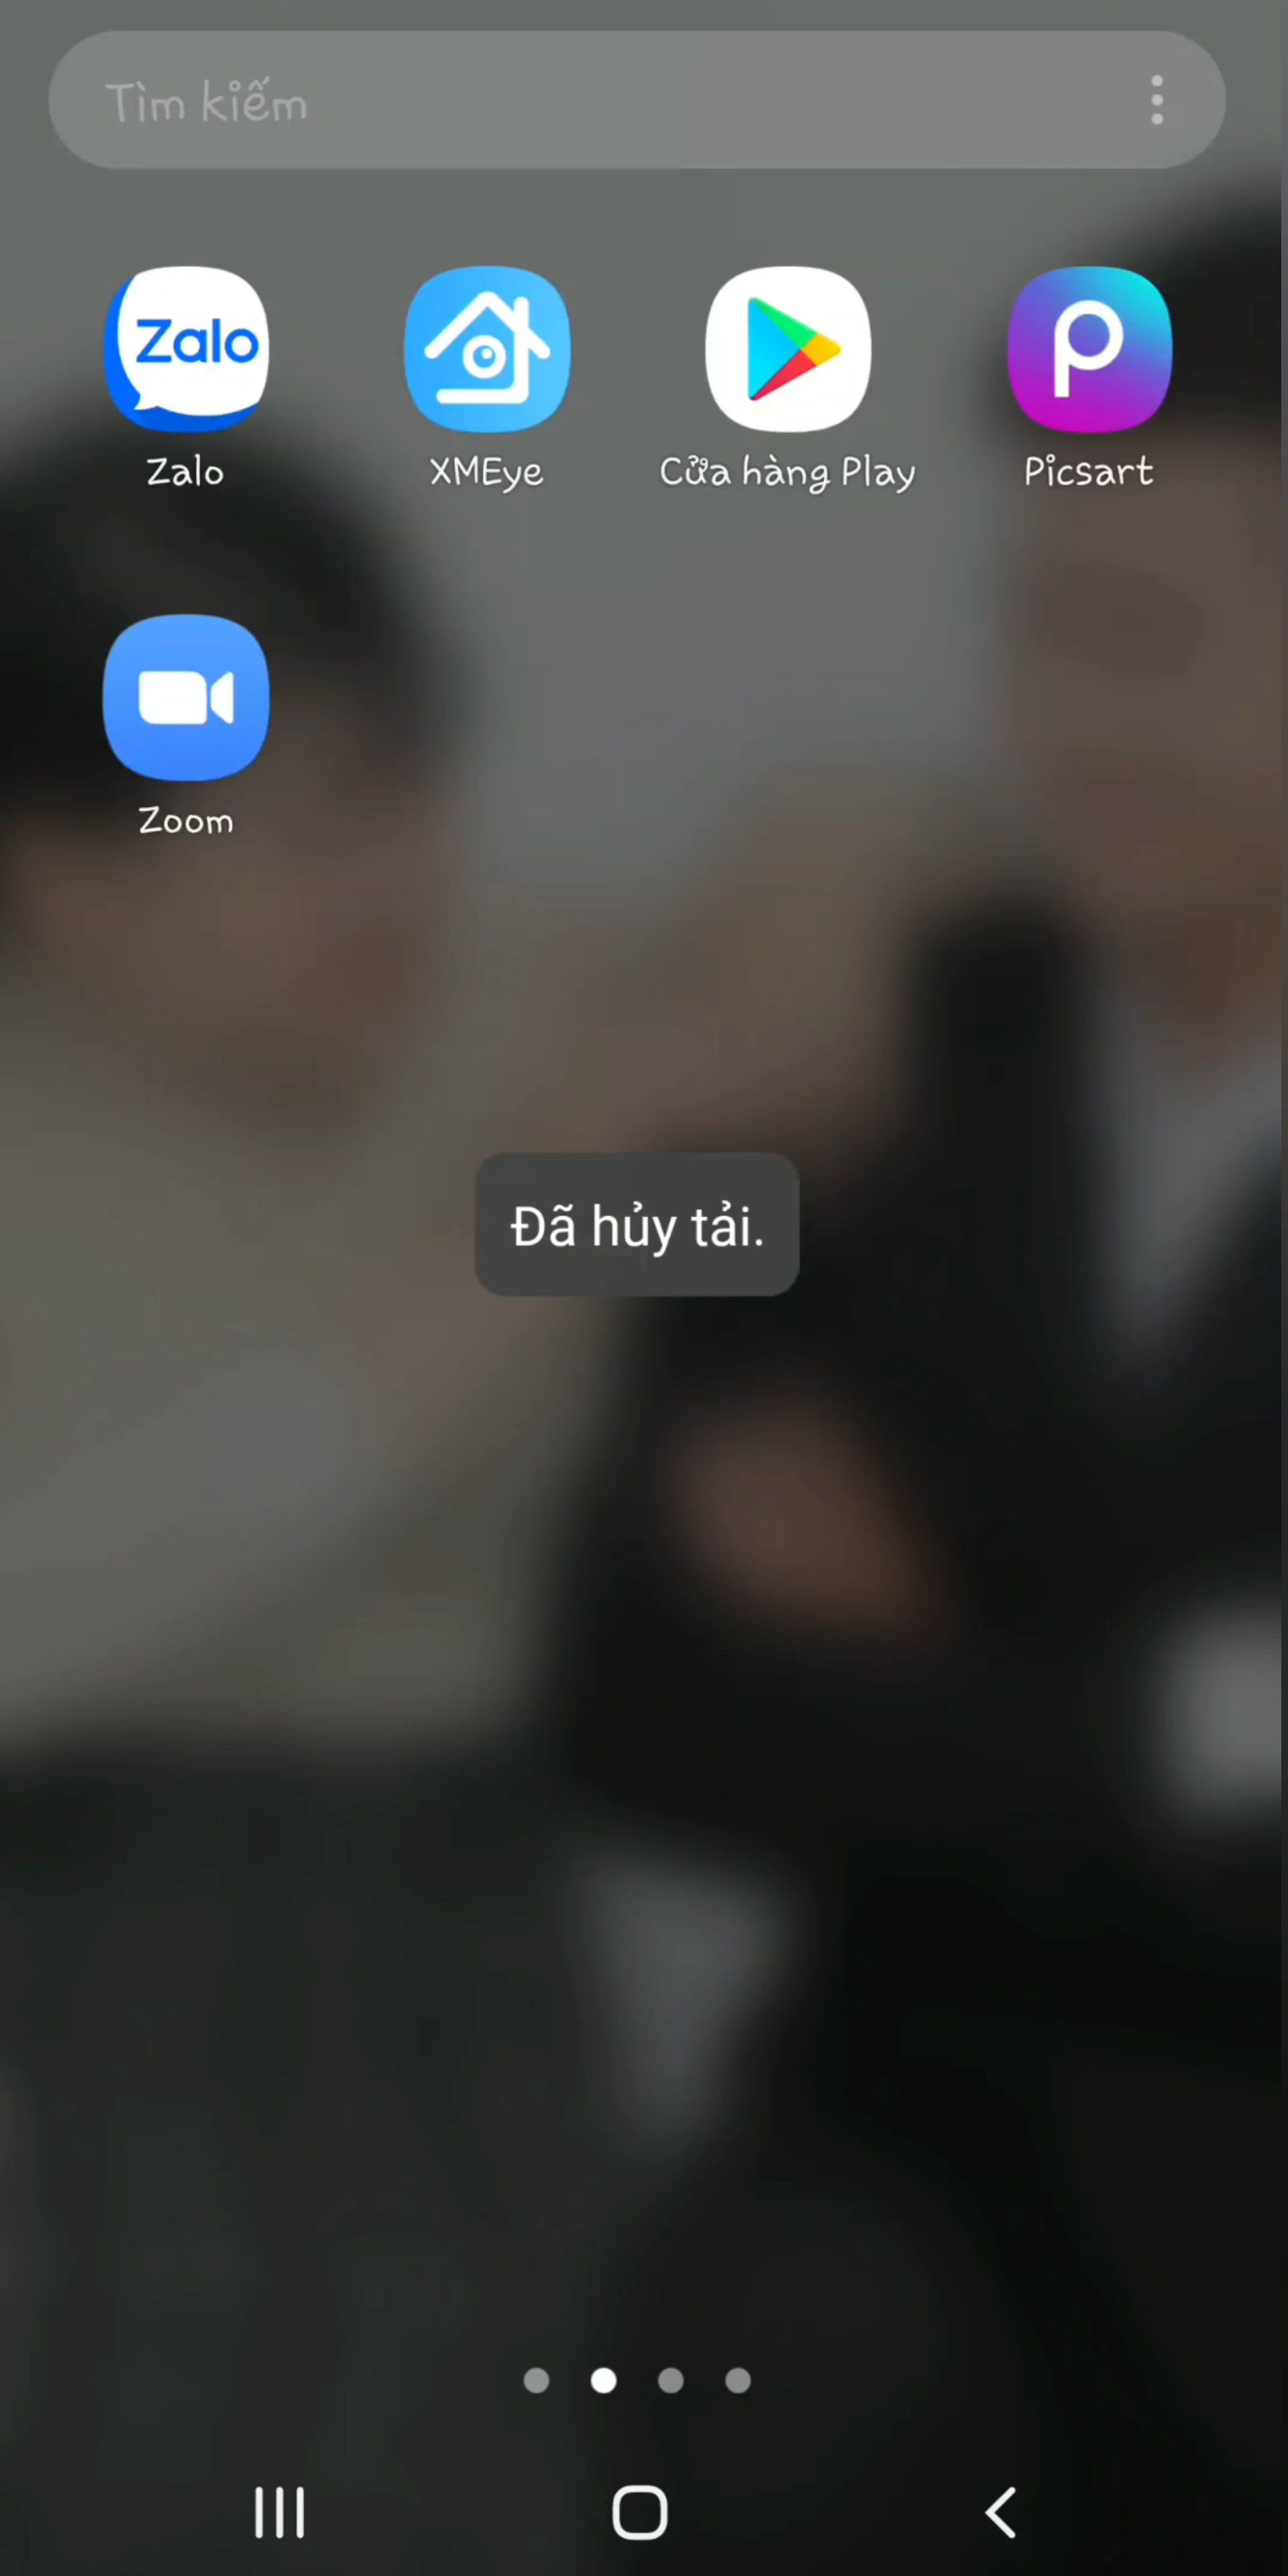 Tìm kiếm
Zalo
Zalo
XMEye
Cửa hàng Play
Picsart
Zoom
Đã hủy tải.